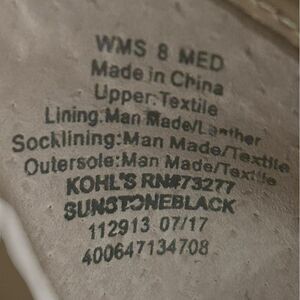 WMS 8 MED
Made in China
Upper:Textile
Lining:Man Made/Leather
Socklining:Man Made/Textile
Outersole:Man Made/Textile
KOHL'S RN#73277
SUNSTONEBLACK
112913 07/17
400647134708